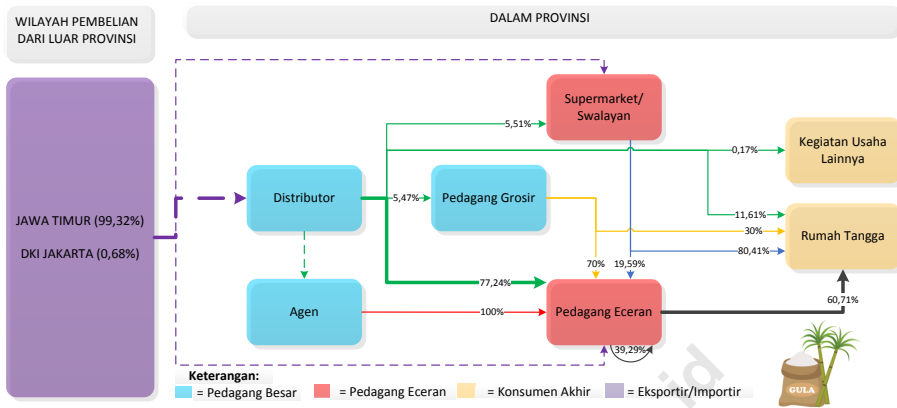 WILAYAH PEMBELIAN
DARI LUAR PROVINSI
DALAM PROVINSI
JAWA TIMUR (99,32%)
DKI JAKARTA (0,68%)
Supermarket/
Swalayan
Kegiatan Usaha
Lainnya
Distributor
Pedagang Grosir
Rumah Tangga
Agen
Pedagang Eceran
5,51%
0,17%
5,47%
11,61%
30%
80,41%
70%
19,59%
77,24%
100%
60,71%
39,29%
GULA
id
Keterangan:
= Pedagang Besar
= Pedagang Eceran
= Konsumen Akhir
= Eksportir/Importir